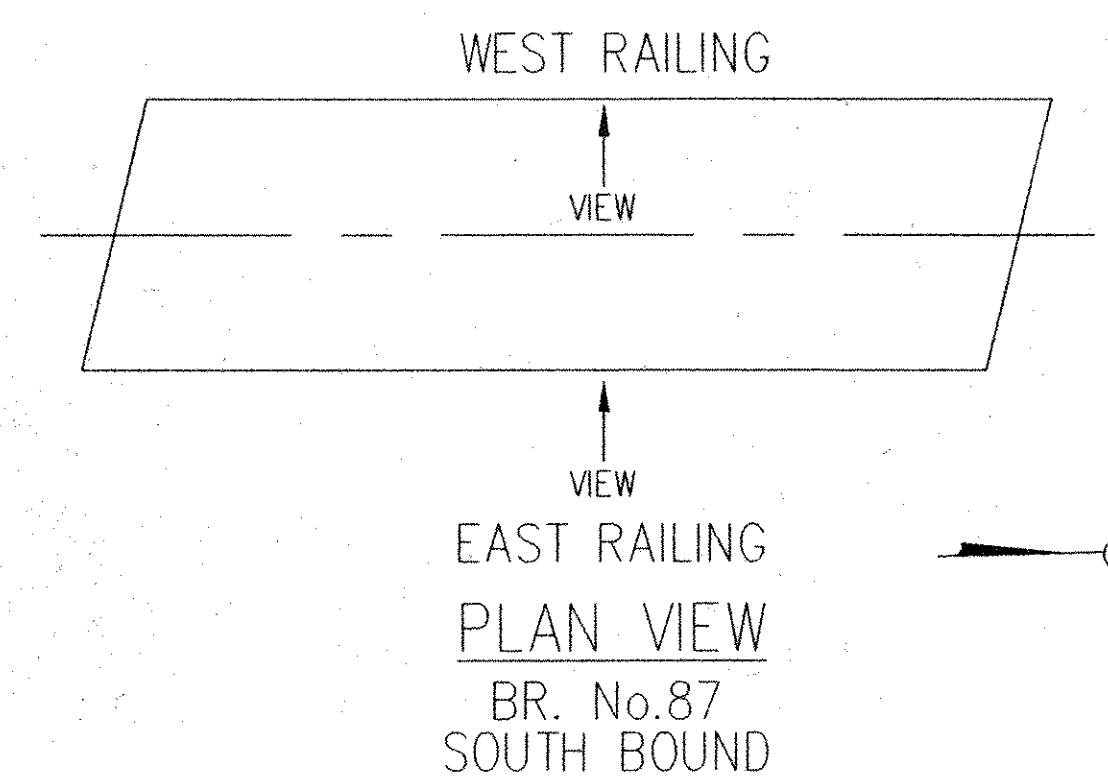 WEST RAILING
VIEW
VIEW
EAST RAILING
PLAN VIEW
BR. No.87
SOUTH BOUND